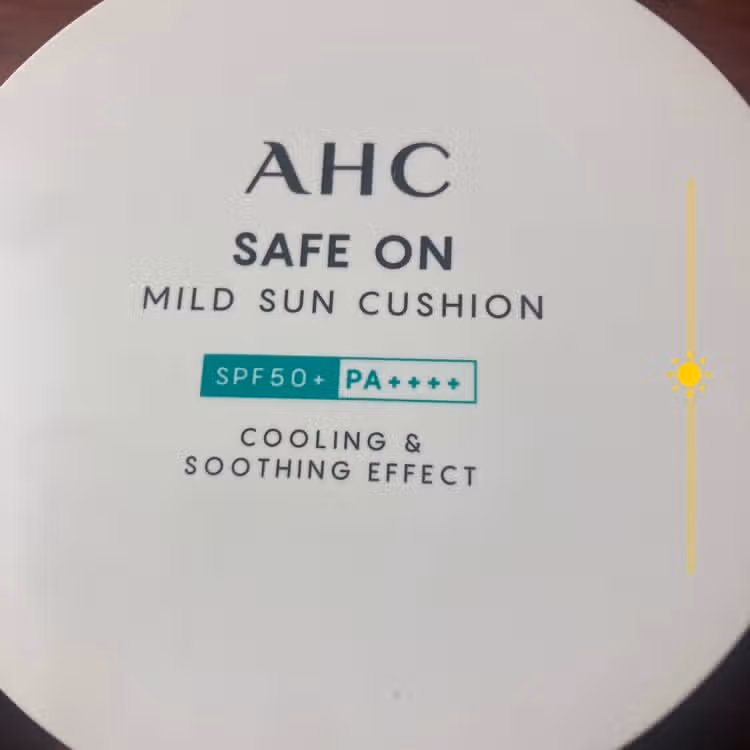 AHC
SAFE ON
MILD SUN CUSHION
SPF50+ PA++++
COOLING &
SOOTHING EFFECT